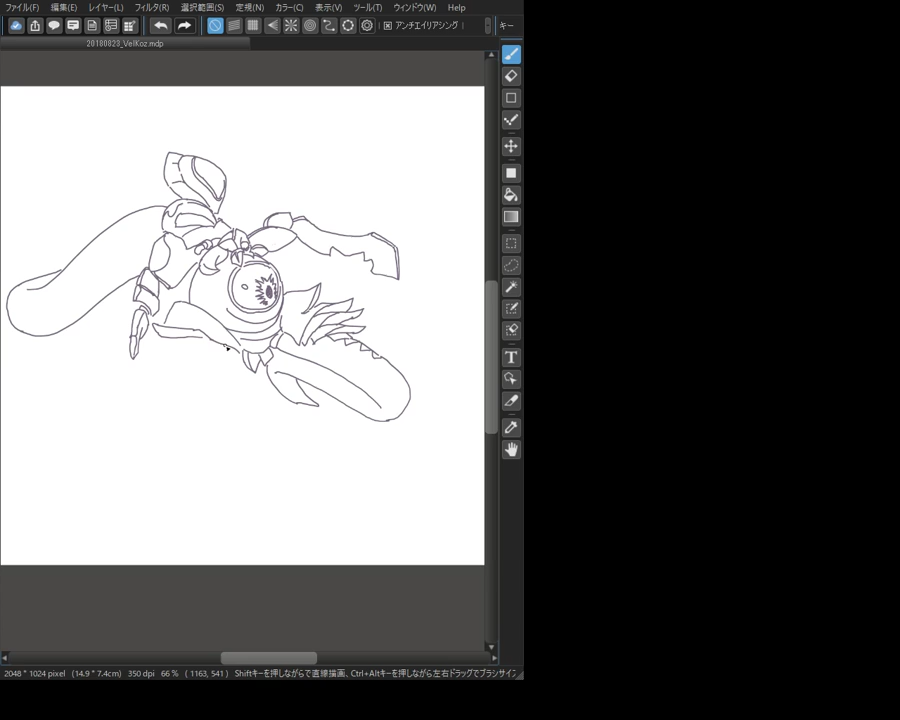 ファイル(F) 編集(E) レイヤー(L) フィルタ(R) 選択範囲(S) 定規(N) カラー(C) 表示(V) ツール(T) ウィンドウ(W) Help
アンチエイリアシング キー
20180823_VelKoz.mdp
T
2048 * 1024 pixel (14.9 * 7.4cm) 350 dpi 66 % ( 1163, 541 ) Shiftキーを押しながらで直線描画、Ctrl+Altキーを押しながら左右ドラッグでブラシサイズ